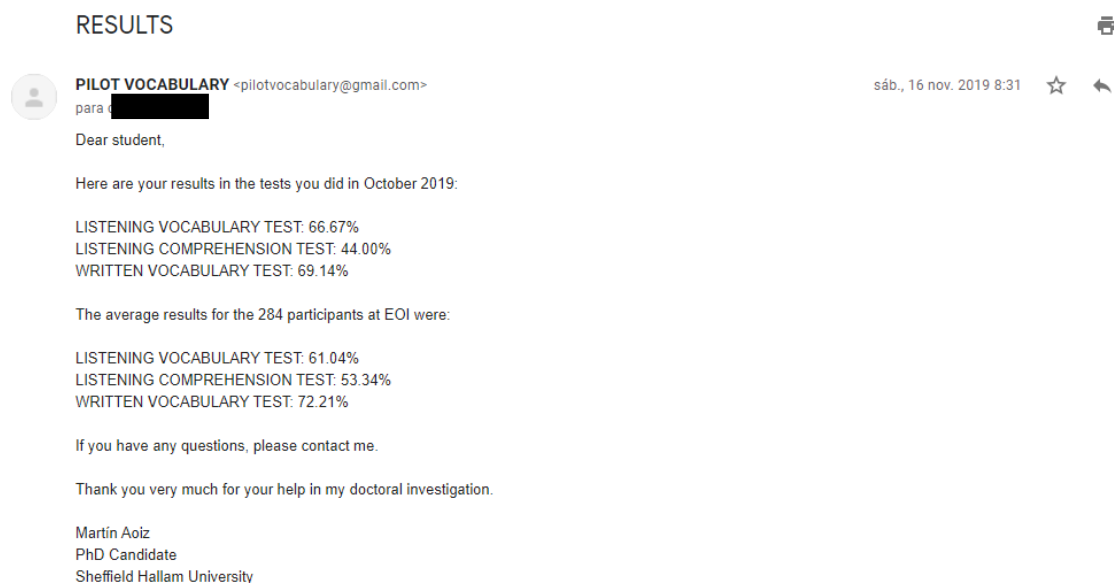 RESULTS
PILOT VOCABULARY <pilotvocabulary@gmail.com>
sáb., 16 nov. 2019 8:31
para
Dear student,
Here are your results in the tests you did in October 2019:
LISTENING VOCABULARY TEST: 66.67%
LISTENING COMPREHENSION TEST: 44.00%
WRITTEN VOCABULARY TEST: 69.14%
The average results for the 284 participants at EOI were:
LISTENING VOCABULARY TEST: 61.04%
LISTENING COMPREHENSION TEST: 53.34%
WRITTEN VOCABULARY TEST: 72.21%
If you have any questions, please contact me.
Thank you very much for your help in my doctoral investigation.
Martín Aoiz
PhD Candidate
Sheffield Hallam University